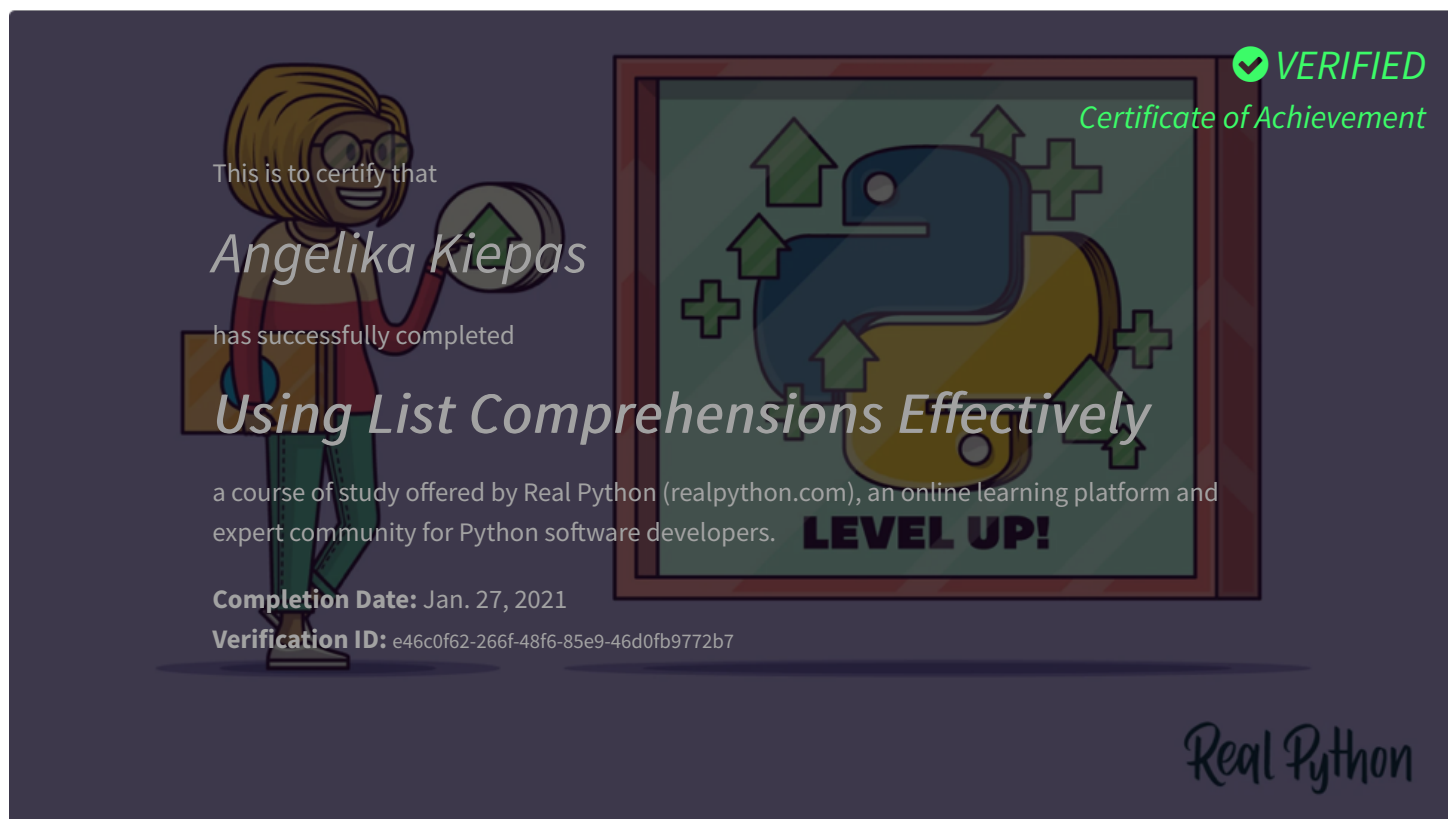 VERIFIED
Certificate of Achievement
This is to certify that
Angelika Kiepas
has successfully completed
Using List Comprehensions Effectively
a course of study offered by Real Python (realpython.com), an online learning platform and
expert community for Python software developers.
LEVEL UP!
Completion Date: Jan. 27, 2021
Verification ID: e46c0f62-266f-48f6-85e9-46d0fb9772b7
Real Python